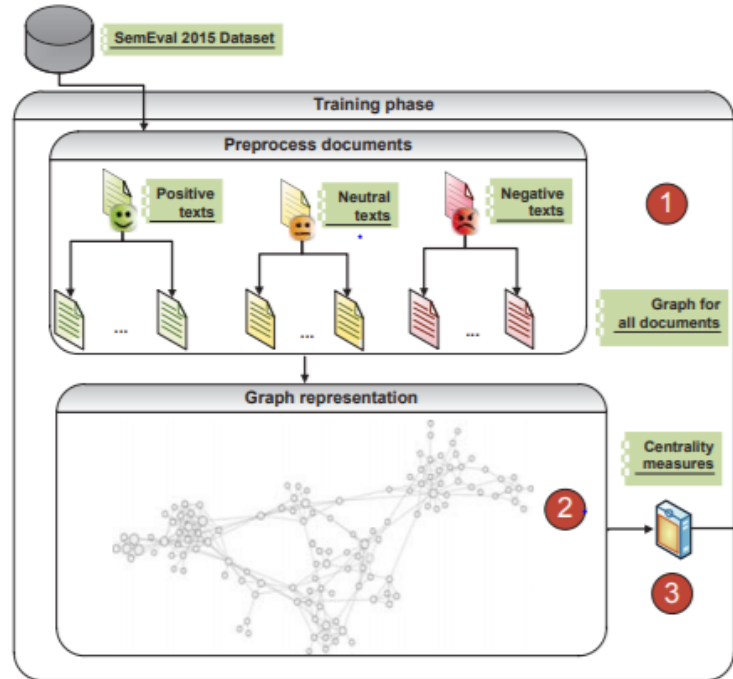 SemEval 2015 Dataset
Training phase
Preprocess documents
Positive
texts
Neutral
texts
Negative
texts
1
...
...
...
Graph for
all documents
Graph representation
Centrality
measures
2
3